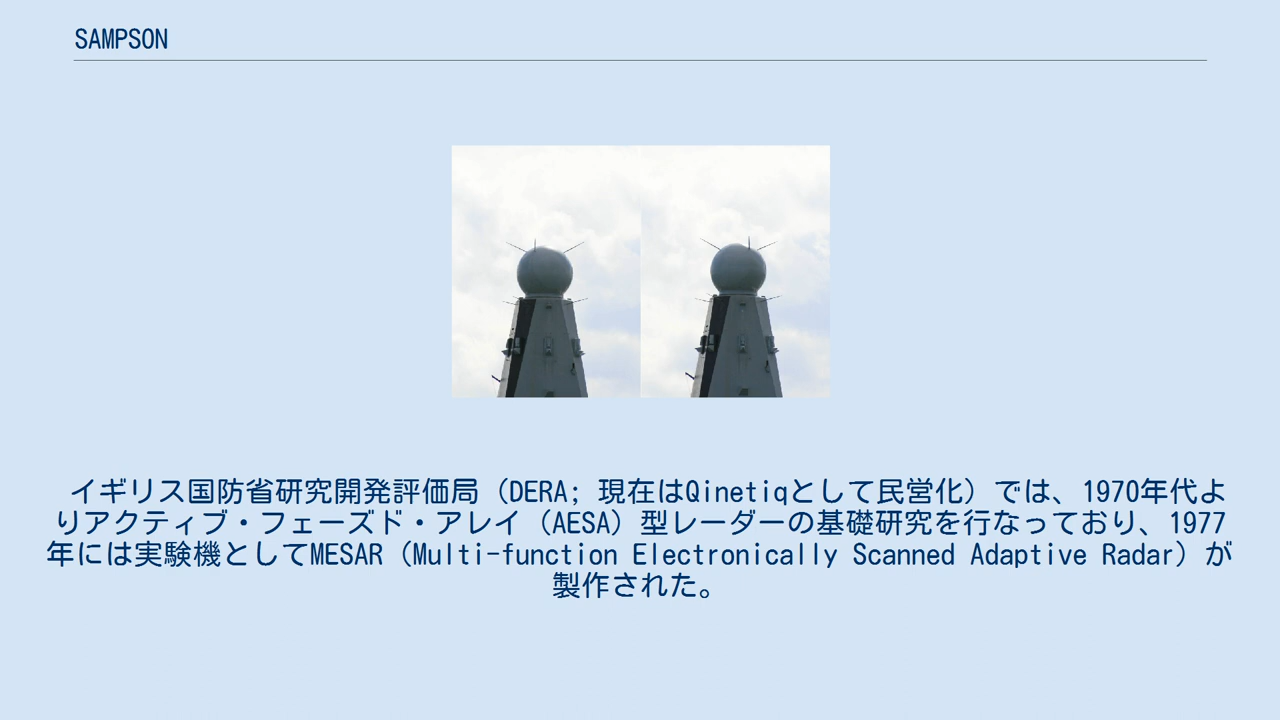 SAMPSON
イギリス国防省研究開発評価局（DERA; 現在はQinetiqとして民営化）では、1970年代よ
りアクティブ・フェーズド・アレイ（AESA）型レーダーの基礎研究を行なっており、1977
年には実験機としてMESAR（Multi-function Electronically Scanned Adaptive Radar）が
製作された。